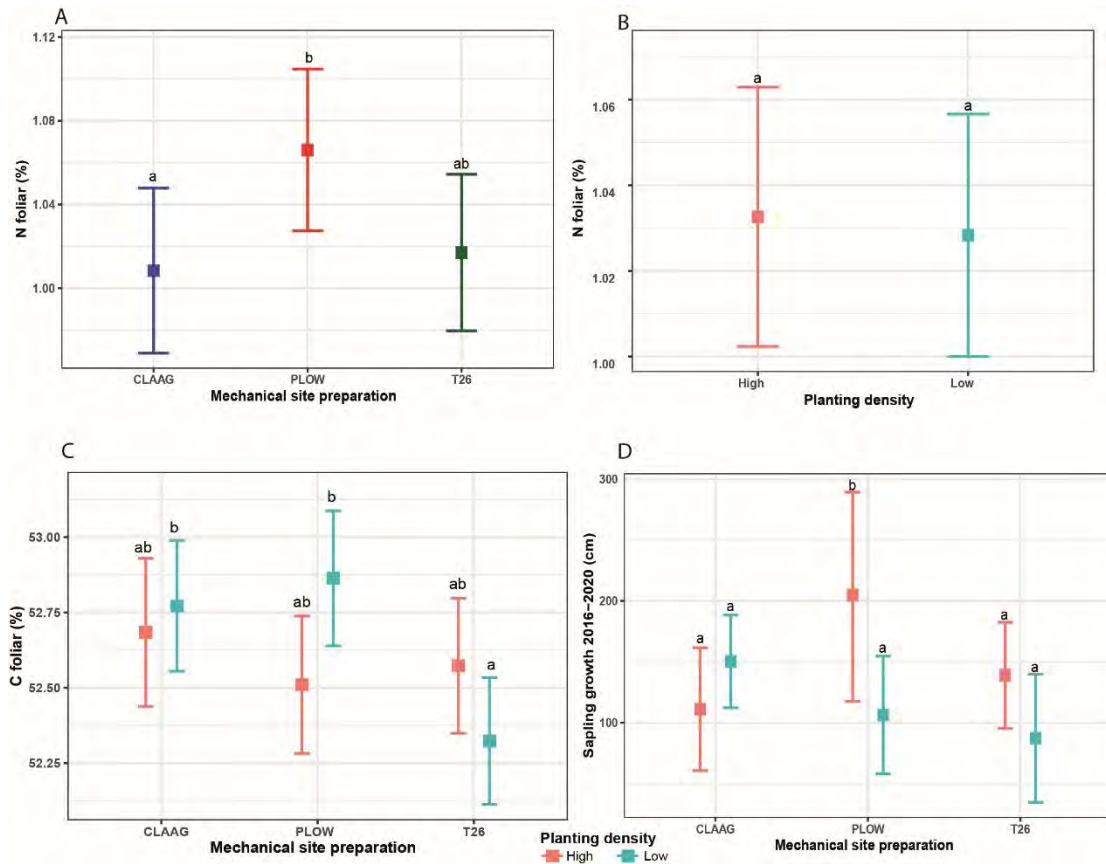 A
1.12
1.08
1.04
1.00
N foliar (%)
a
b
ab
CLAAG PLOW T26
Mechanical site preparation
B
1.06
1.04
1.02
1.00
N foliar (%)
a
a
High Low
Planting density
C
53.00
52.75
52.50
52.25
C foliar (%)
ab
b
ab
b
ab
a
CLAAG PLOW T26
Mechanical site preparation
D
300
200
100
Sapling growth 2016−2020 (cm)
a
a
b
a
a
a
CLAAG PLOW T26
Mechanical site preparation
Planting density
High Low